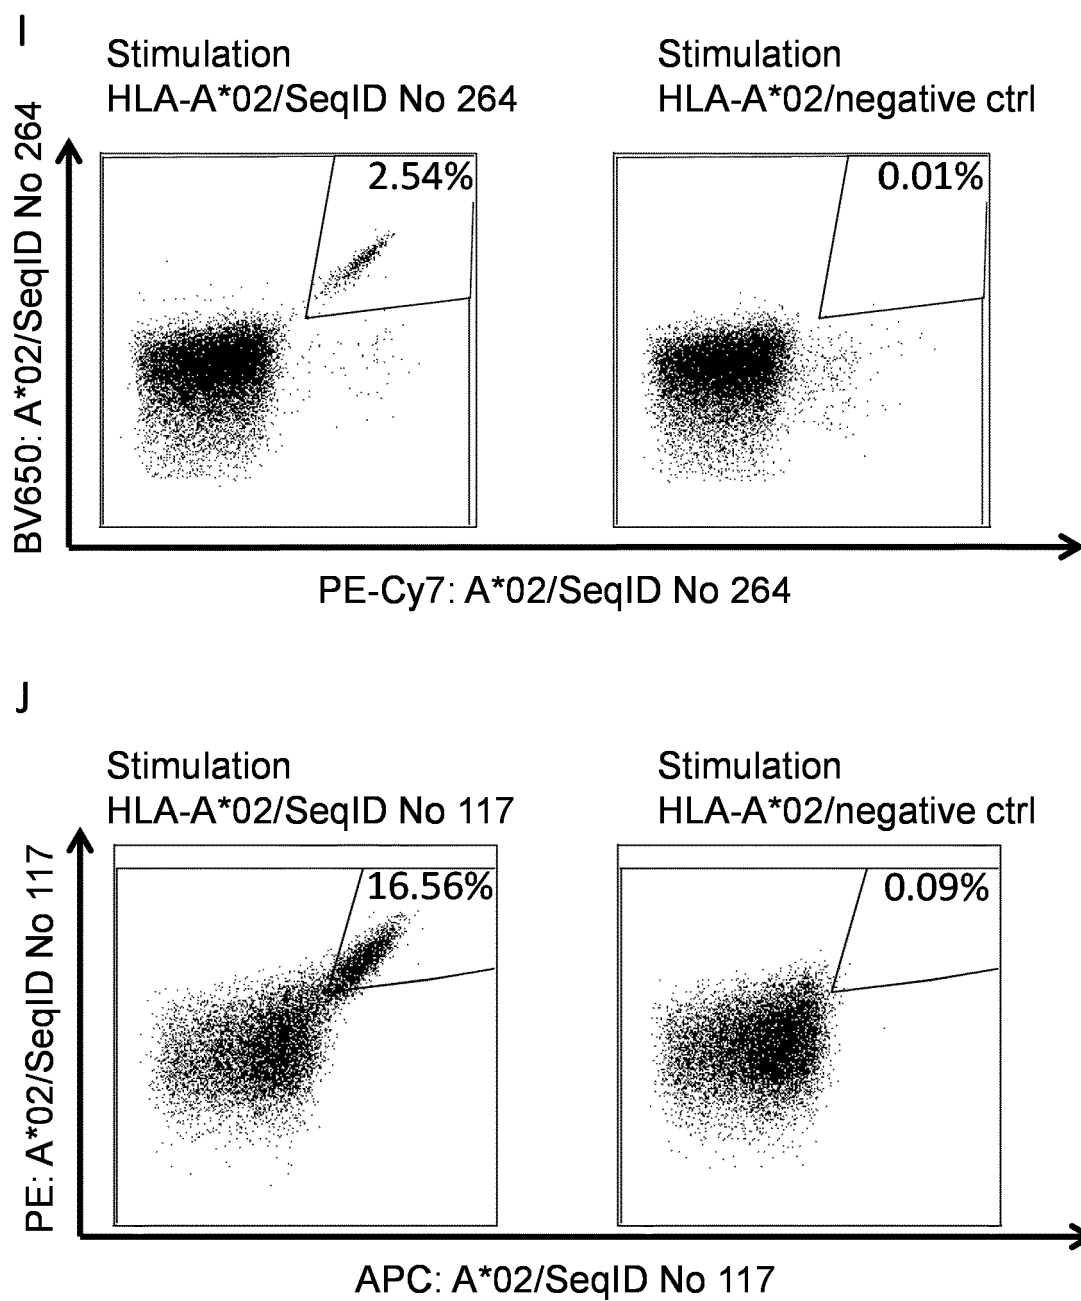 I
Stimulation
HLA-A*02/SeqID No 264
Stimulation
HLA-A*02/negative ctrl
BV650: A*02/SeqID No 264
2.54%
0.01%
PE-Cy7: A*02/SeqID No 264
J
Stimulation
HLA-A*02/SeqID No 117
Stimulation
HLA-A*02/negative ctrl
PE: A*02/SeqID No 117
16.56%
0.09%
APC: A*02/SeqID No 117